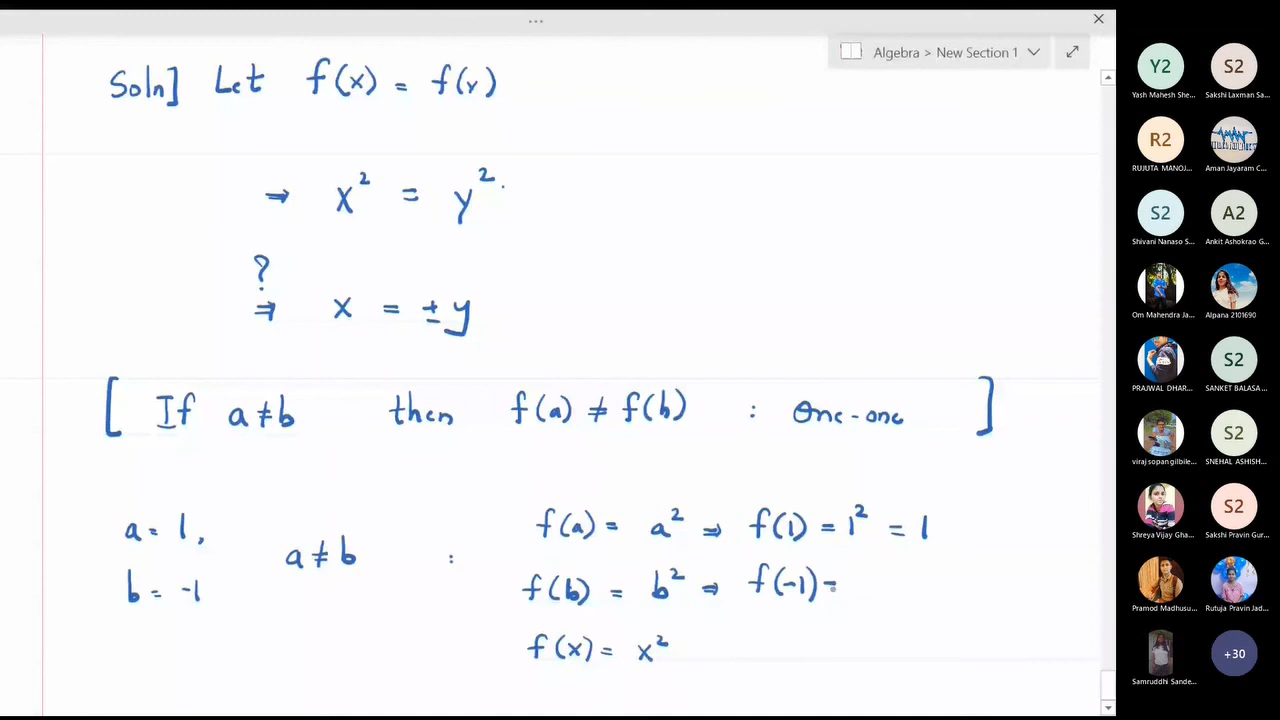 ...
Algebra > New Section 1
Soln] Let f(x) = f(y)
⇒ x² = y²
?
⇒ x = ± y
[ If a ≠ b then f(a) ≠ f(b) : One-one ]
a = 1,
b = -1
a ≠ b :
f(a) = a² ⇒ f(1) = 1² = 1
f(b) = b² ⇒ f(-1) =
f(x) = x²
Y2
Yash Mahesh She...
S2
Sakshi Laxman Sa...
R2
RUJUTA MANOJ...
AMAN
Aman Jayaram C...
S2
Shivani Nanaso S...
A2
Ankit Ashokrao G...
Om Mahendra Ja...
Alpana 2101690
PRAJWAL DHAR...
S2
SANKET BALASA...
viraj sopan gilbile...
S2
SNEHAL ASHISH...
Shreya Vijay Gha...
S2
Sakshi Pravin Gur...
Pramod Madhusu...
Rutuja Pravin Jad...
Samruddhi Sande...
+30